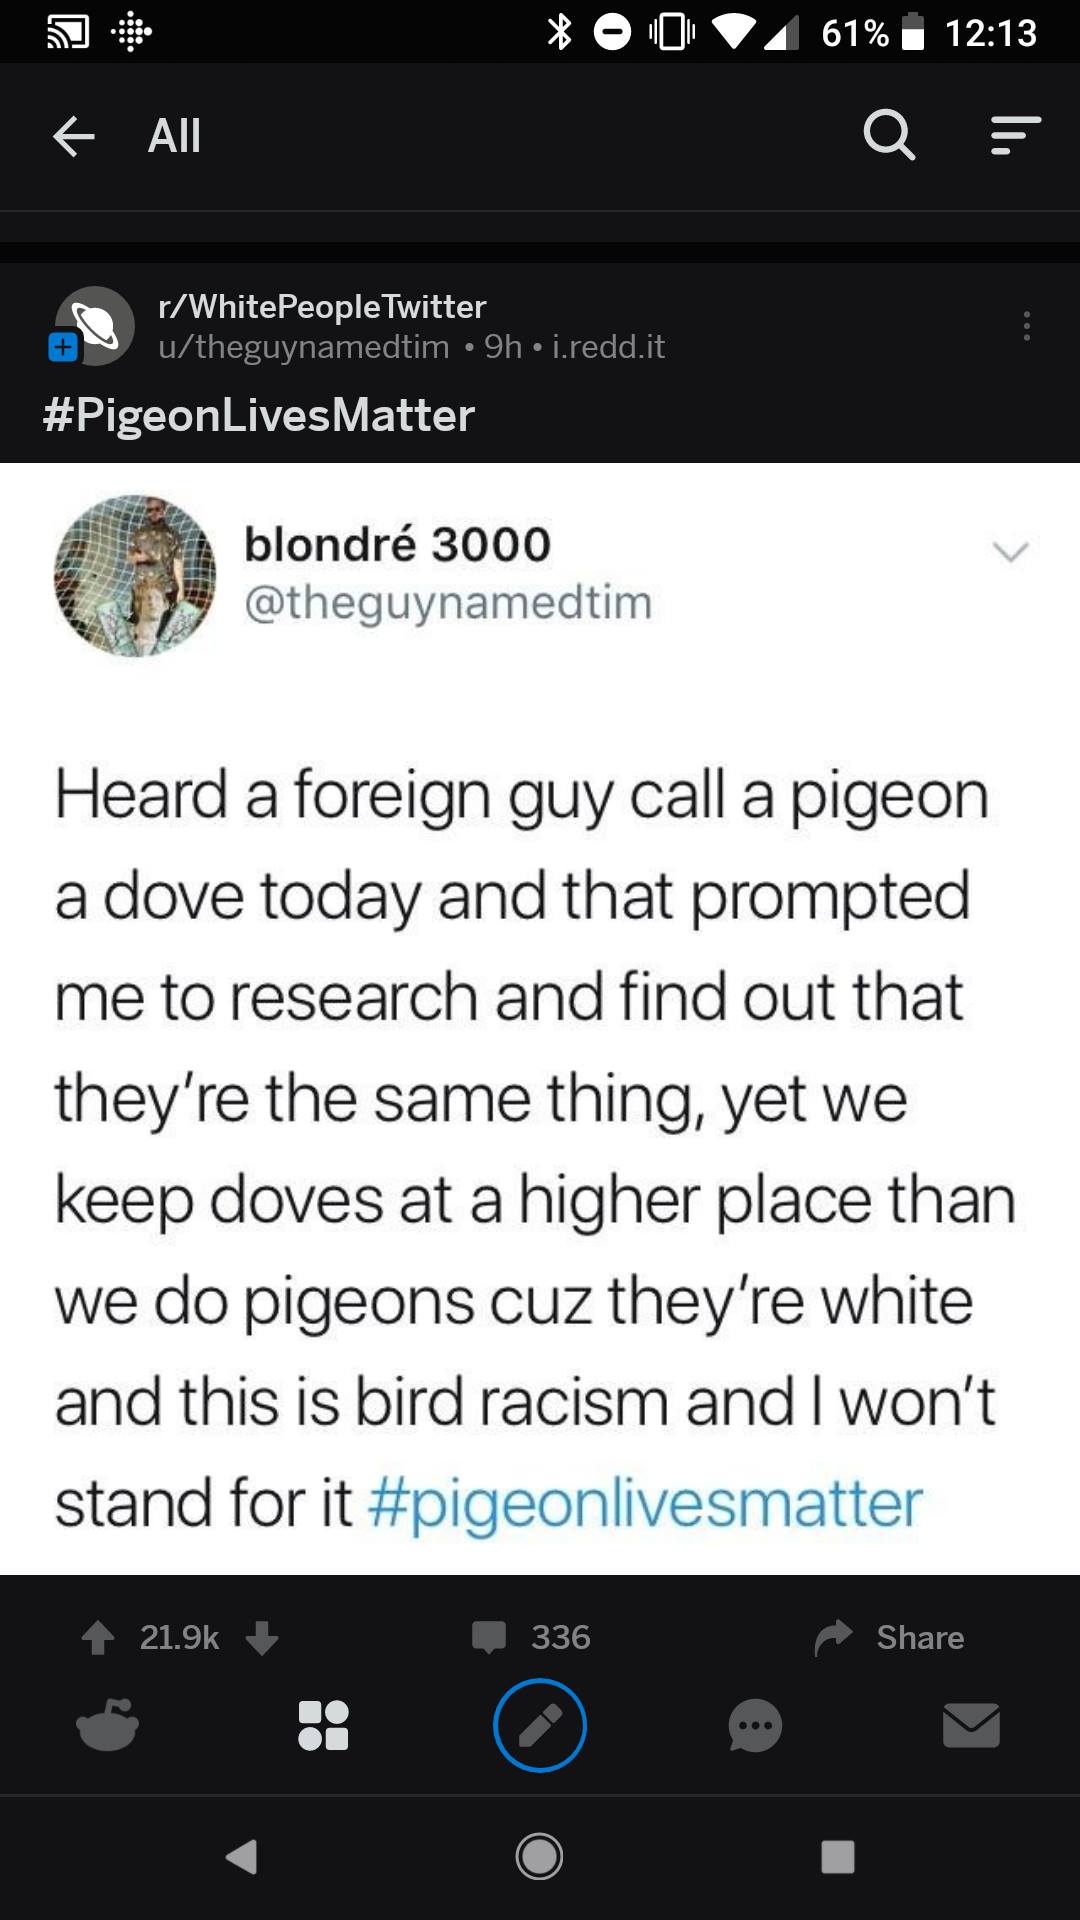 61% 12:13
All
r/WhitePeopleTwitter
u/theguynamedtim • 9h • i.redd.it
#PigeonLivesMatter
blondré 3000
@theguynamedtim
Heard a foreign guy call a pigeon
a dove today and that prompted
me to research and find out that
they're the same thing, yet we
keep doves at a higher place than
we do pigeons cuz they're white
and this is bird racism and I won't
stand for it #pigeonlivesmatter
21.9k 336 Share